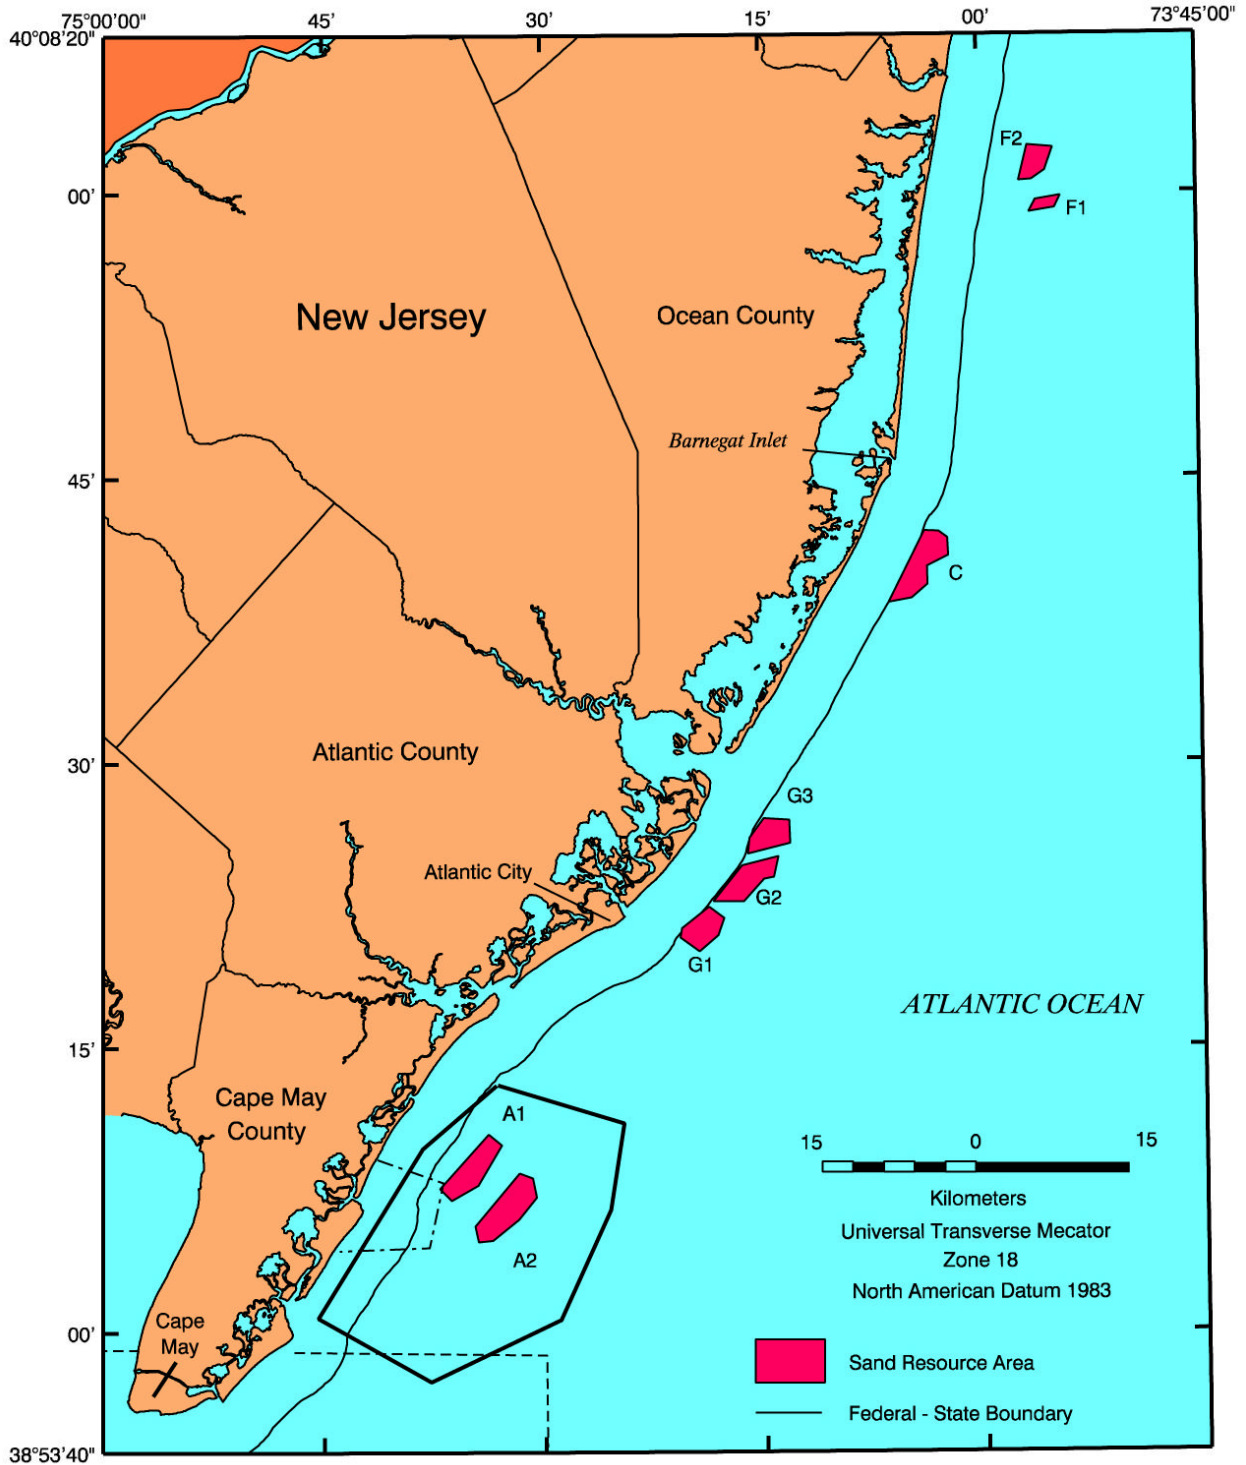 75°00'00"
45'
30'
15'
00'
73°45'00"
40°08'20"
F2
00'
F1
New Jersey
Ocean County
Barnegat Inlet
45'
C
Atlantic County
30'
G3
Atlantic City
G2
G1
ATLANTIC OCEAN
15'
Cape May
County
A1
15
0
15
Kilometers
Universal Transverse Mecator
Zone 18
North American Datum 1983
A2
Cape
May
00'
Sand Resource Area
Federal - State Boundary
38°53'40"